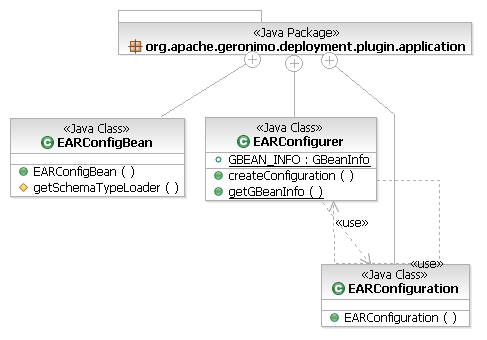 «Java Package»
org.apache.geronimo.deployment.plugin.application
«Java Class»
EARConfigBean
EARConfigBean ( )
getSchemaTypeLoader ( )
«Java Class»
EARConfigurer
GBEAN_INFO : GBeanInfo
createConfiguration ( )
getGBeanInfo ( )
«use»
«use»
«Java Class»
EARConfiguration
EARConfiguration ( )